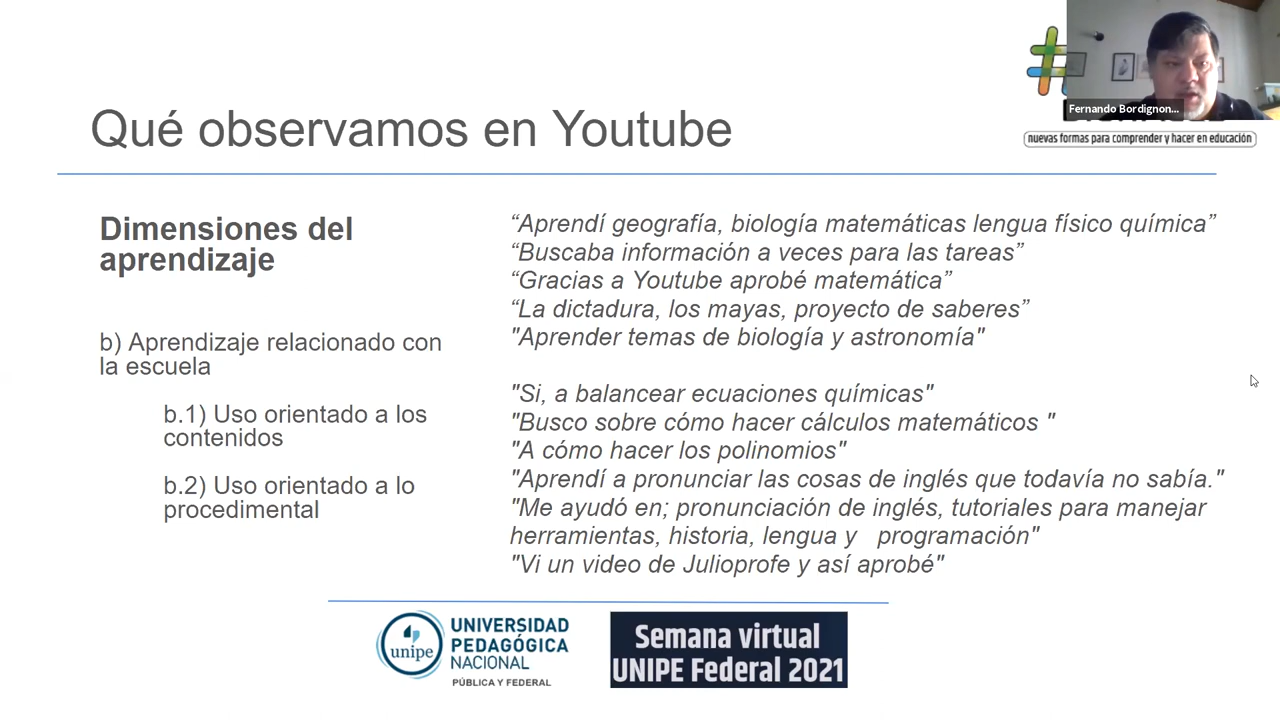 Fernando Bordignon...
nuevas formas para comprender y hacer en educación
Qué observamos en Youtube
Dimensiones del
aprendizaje
b) Aprendizaje relacionado con
la escuela
b.1) Uso orientado a los
contenidos
b.2) Uso orientado a lo
procedimental
“Aprendí geografía, biología matemáticas lengua físico química”
“Buscaba información a veces para las tareas”
“Gracias a Youtube aprobé matemática”
“La dictadura, los mayas, proyecto de saberes”
"Aprender temas de biología y astronomía"
"Si, a balancear ecuaciones químicas"
"Busco sobre cómo hacer cálculos matemáticos "
"A cómo hacer los polinomios"
"Aprendí a pronunciar las cosas de inglés que todavía no sabía."
"Me ayudó en; pronunciación de inglés, tutoriales para manejar
herramientas, historia, lengua y programación"
"Vi un video de Julioprofe y así aprobé"
unipe
UNIVERSIDAD
PEDAGÓGICA
NACIONAL
PÚBLICA Y FEDERAL
Semana virtual
UNIPE Federal 2021